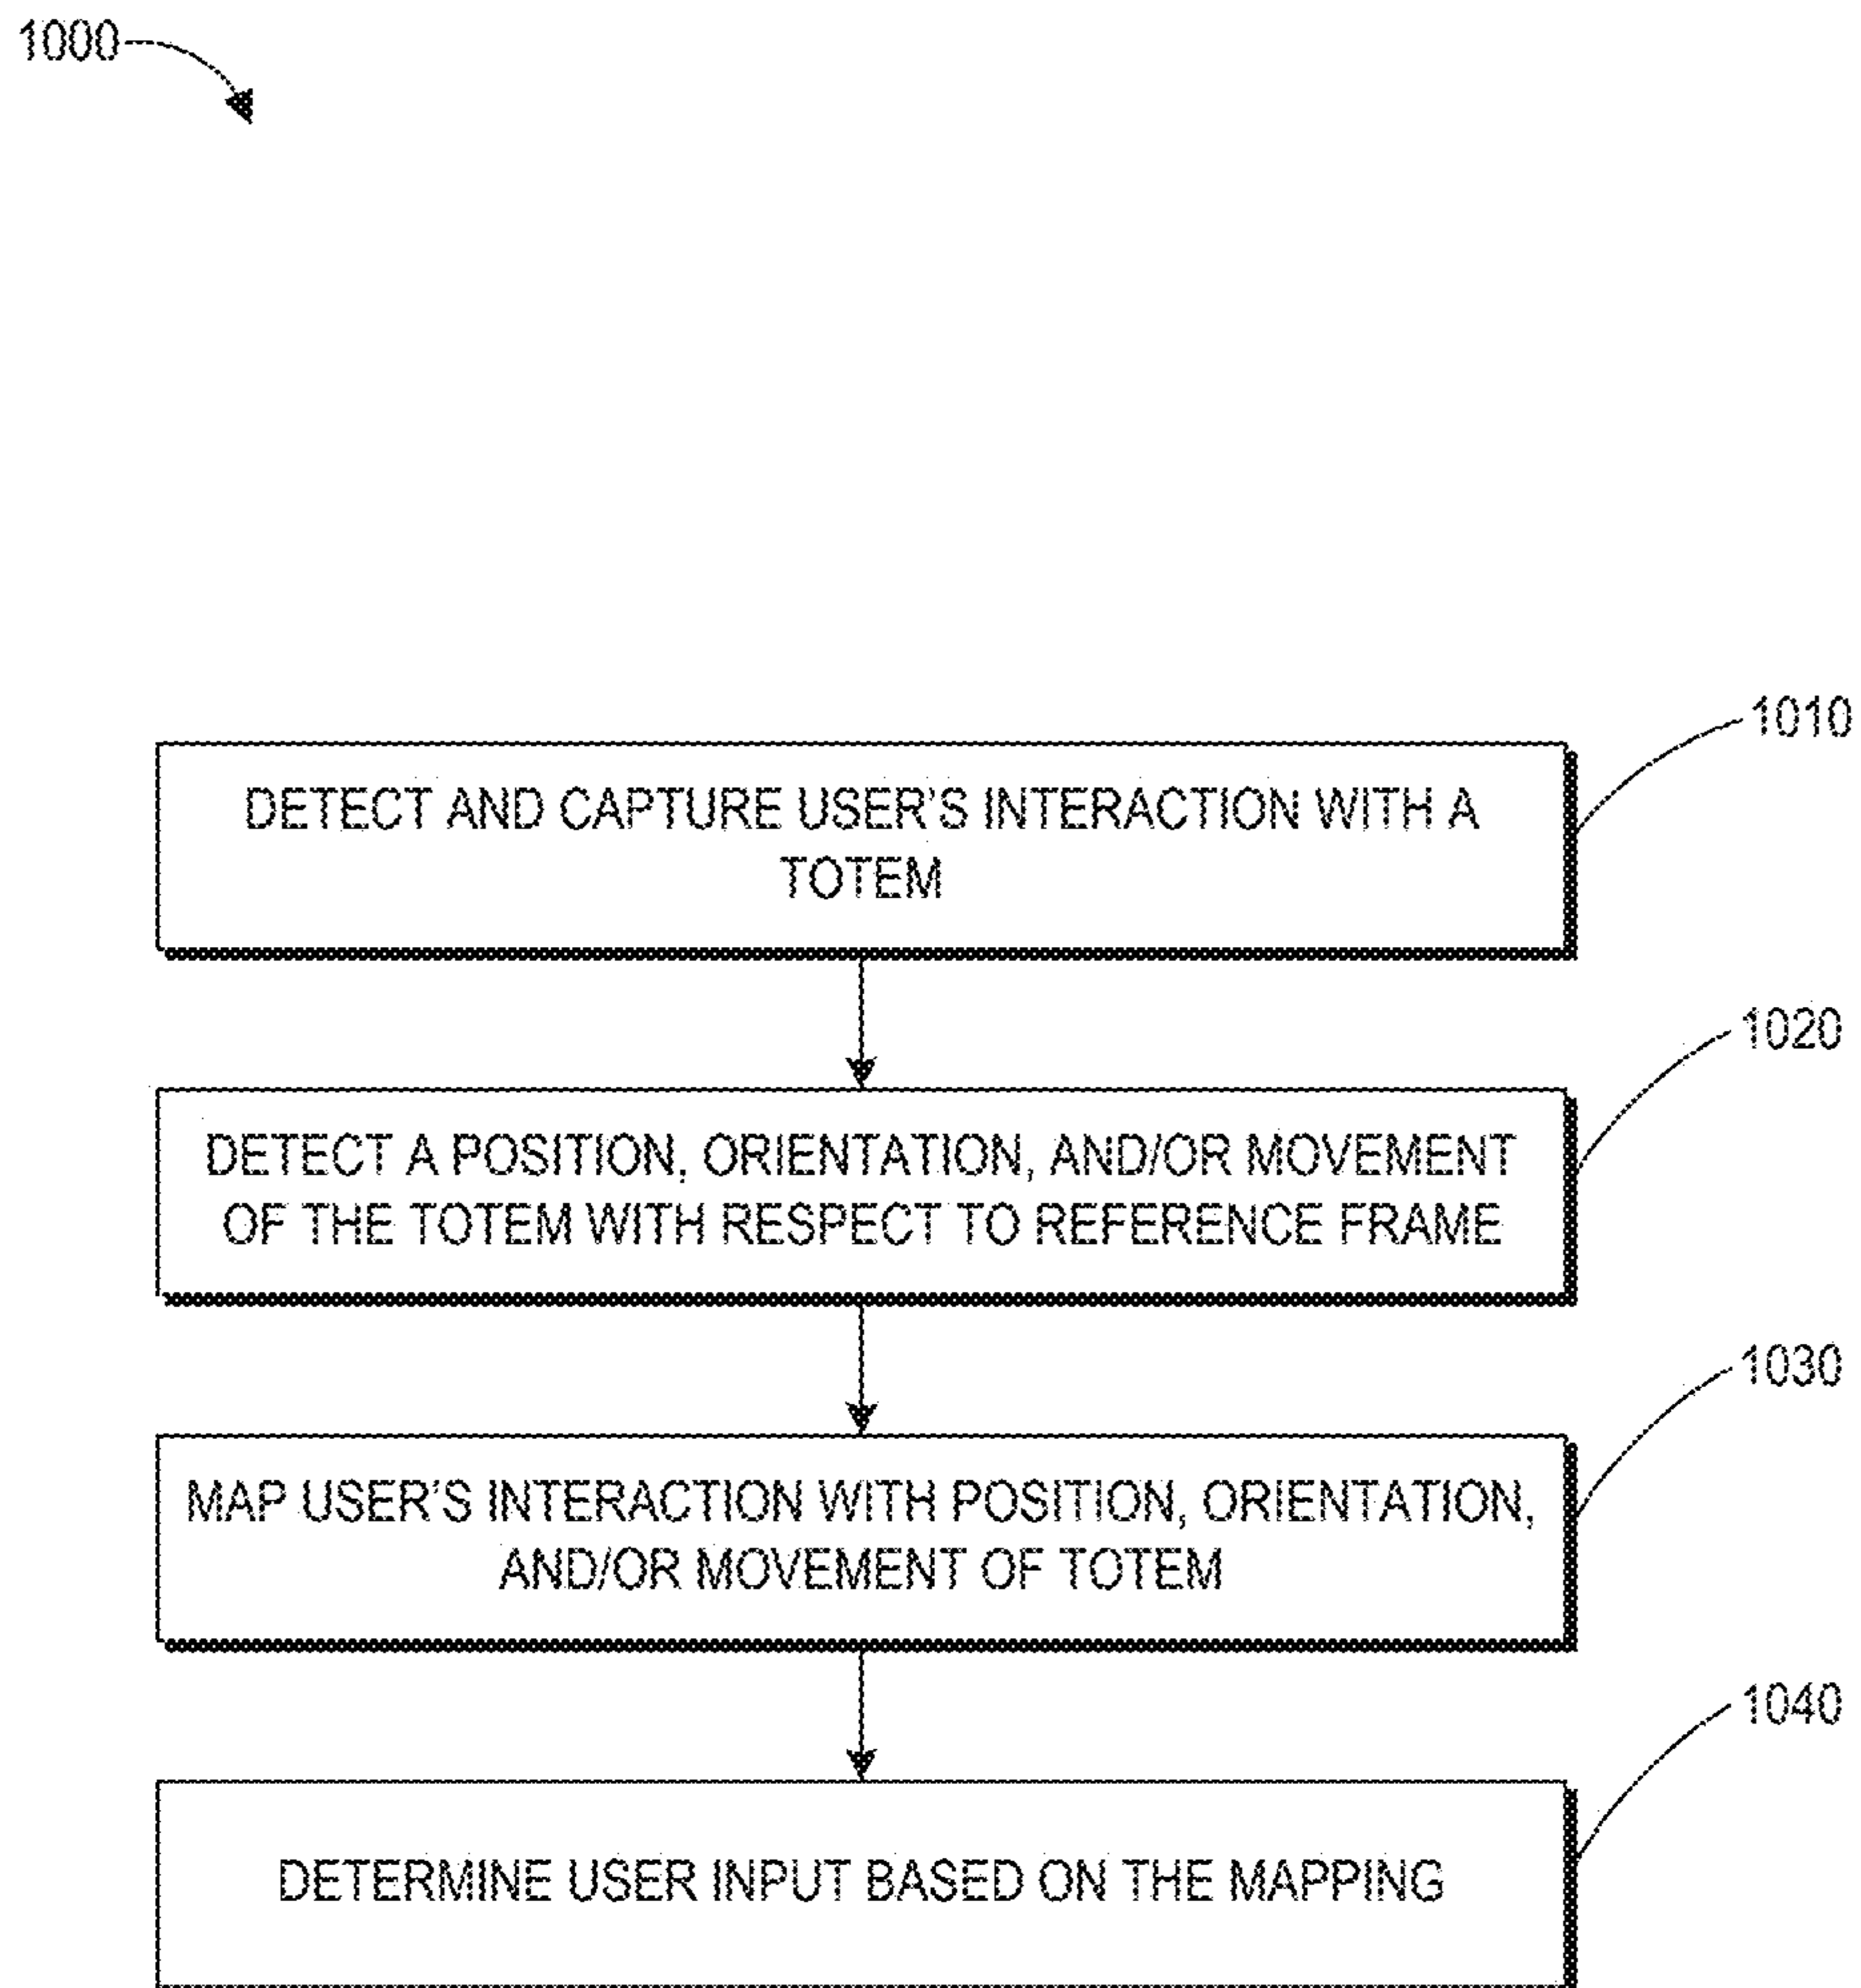 1000
1010
DETECT AND CAPTURE USER'S INTERACTION WITH A
TOTEM
1020
DETECT A POSITION, ORIENTATION, AND/OR MOVEMENT
OF THE TOTEM WITH RESPECT TO REFERENCE FRAME
1030
MAP USER'S INTERACTION WITH POSITION, ORIENTATION,
AND/OR MOVEMENT OF TOTEM
1040
DETERMINE USER INPUT BASED ON THE MAPPING